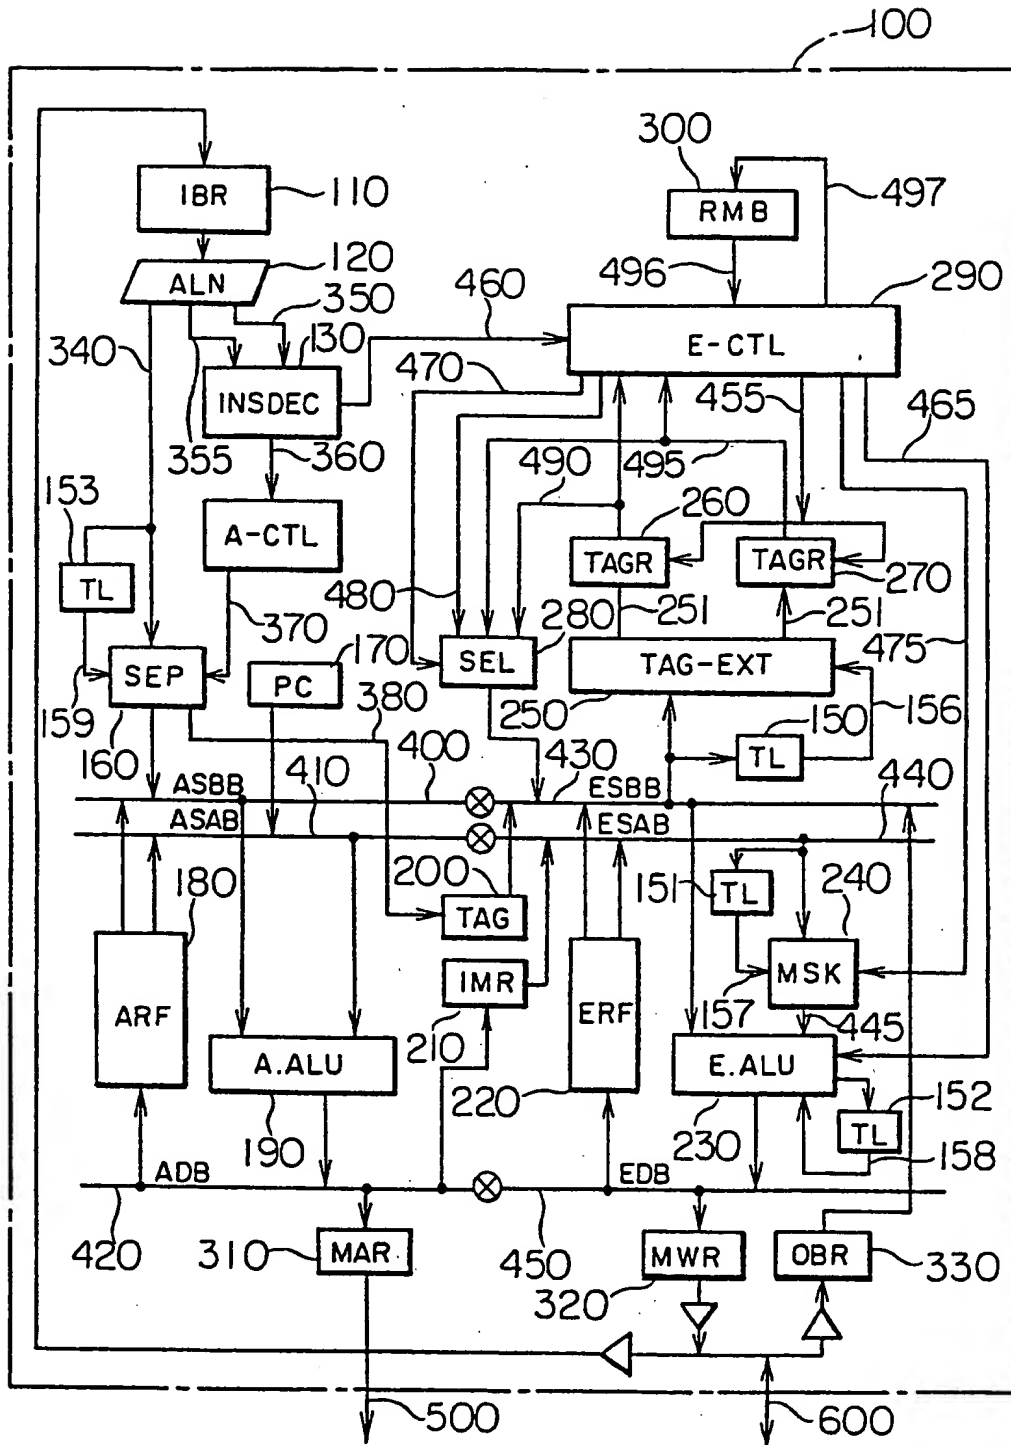 100
300
IBR
110
RMB
497
120
ALN
350
496
290
460
340
130
E-CTL
470
455
465
INSDEC
355
360
490
495
153
260
A-CTL
TL
TAGR
TAGR
270
480
370
280
251
251
475
SEP
170
SEL
TAG-EXT
PC
159
380
250
150
156
160
TL
400
430
410
440
ASBB
ESBB
ASAB
ESAB
180
200
151
TL
240
TAG
IMR
MSK
ARF
ERF
157
445
210
A.ALU
E.ALU
220
152
190
230
TL
158
ADB
EDB
420
310
MAR
450
MWR
OBR
330
320
500
600